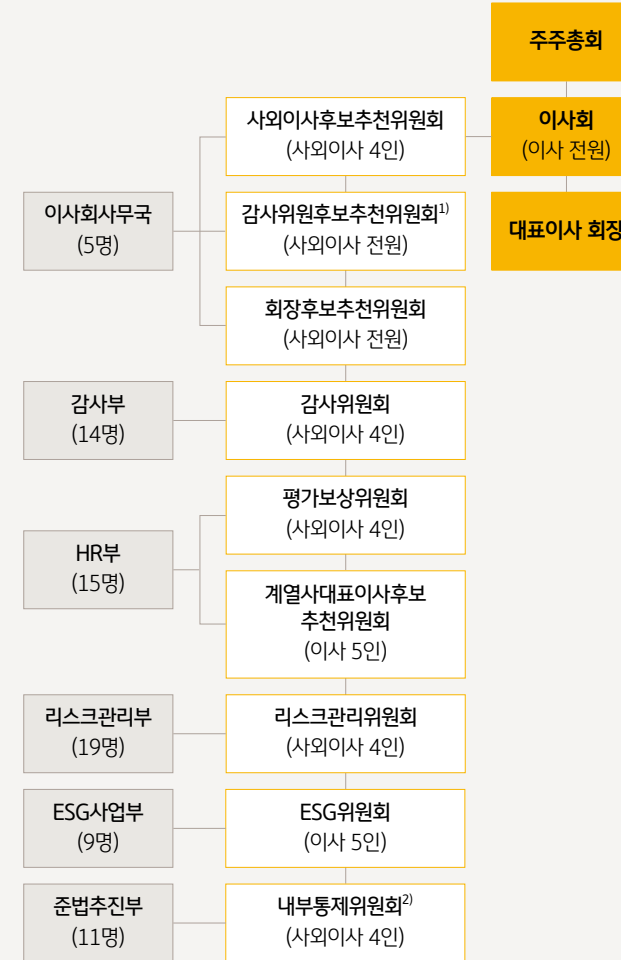 주주총회
사외이사후보추천위원회
(사외이사 4인)
이사회
(이사 전원)
이사회사무국
(5명)
감사위원후보추천위원회1)
(사외이사 전원)
대표이사 회장
회장후보추천위원회
(사외이사 전원)
감사부
(14명)
감사위원회
(사외이사 4인)
HR부
(15명)
평가보상위원회
(사외이사 4인)
계열사대표이사후보
추천위원회
(이사 5인)
리스크관리부
(19명)
리스크관리위원회
(사외이사 4인)
ESG사업부
(9명)
ESG위원회
(이사 5인)
준법추진부
(11명)
내부통제위원회2)
(사외이사 4인)